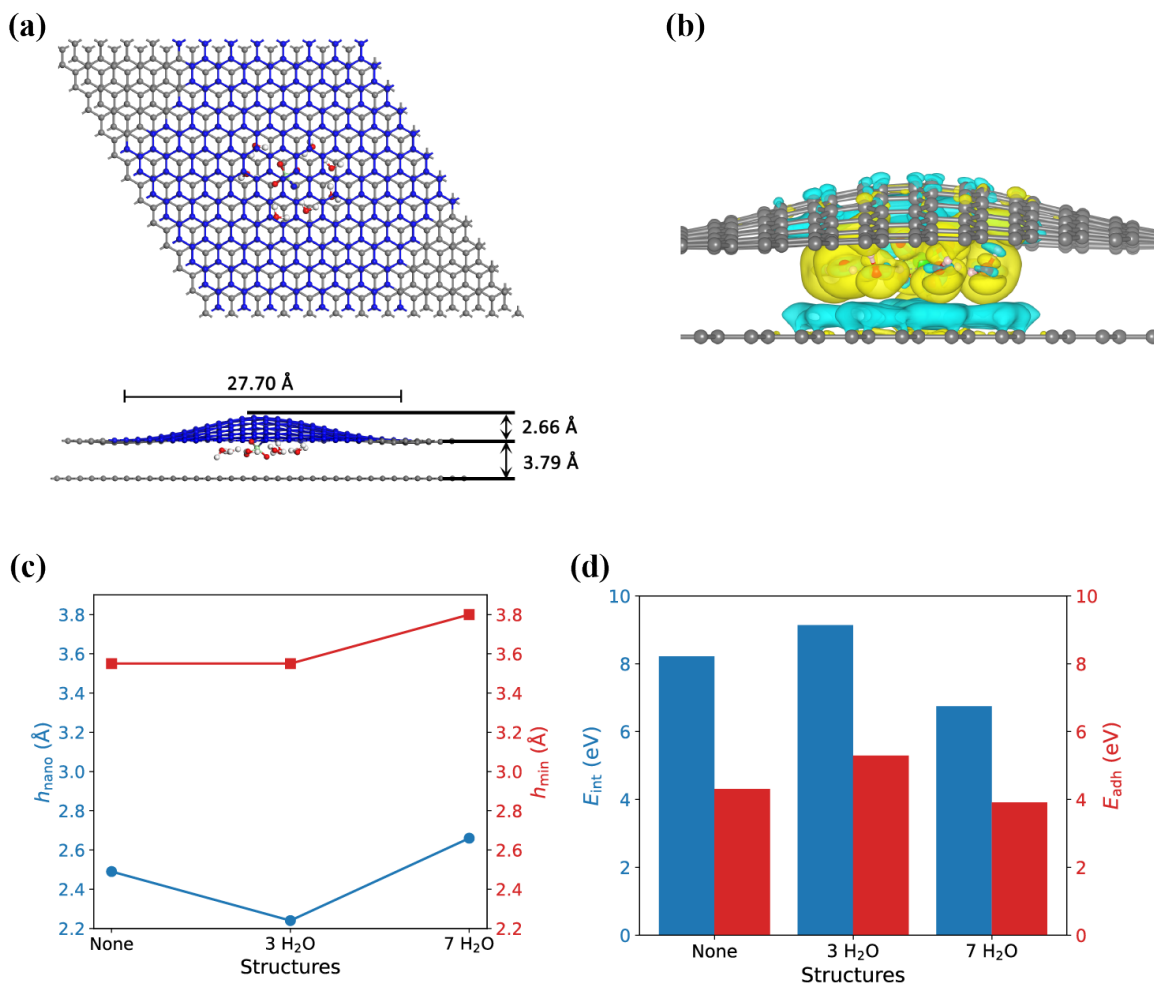 (a)
(b)
27.70 Å
2.66 Å
3.79 Å
(c)
3.8
3.6
3.4
3.2
3.0
2.8
2.6
2.4
2.2
h_nano (Å)
3.8
3.6
3.4
3.2
3.0
2.8
2.6
2.4
2.2
h_min (Å)
None
3 H₂O
7 H₂O
Structures
(d)
10
8
6
4
2
0
E_int (eV)
10
8
6
4
2
0
E_adh (eV)
None
3 H₂O
7 H₂O
Structures